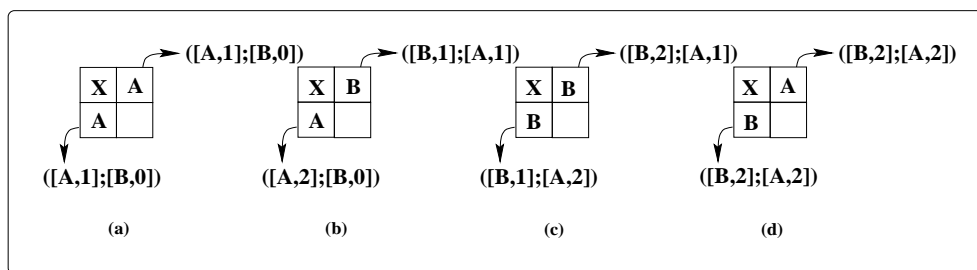 ([A,1];[B,0]) ([B,1];[A,1]) ([B,2];[A,1]) ([B,2];[A,2])
X A X B X B X A
A A B B
([A,1];[B,0]) ([A,2];[B,0]) ([B,1];[A,2]) ([B,2];[A,2])
(a) (b) (c) (d)